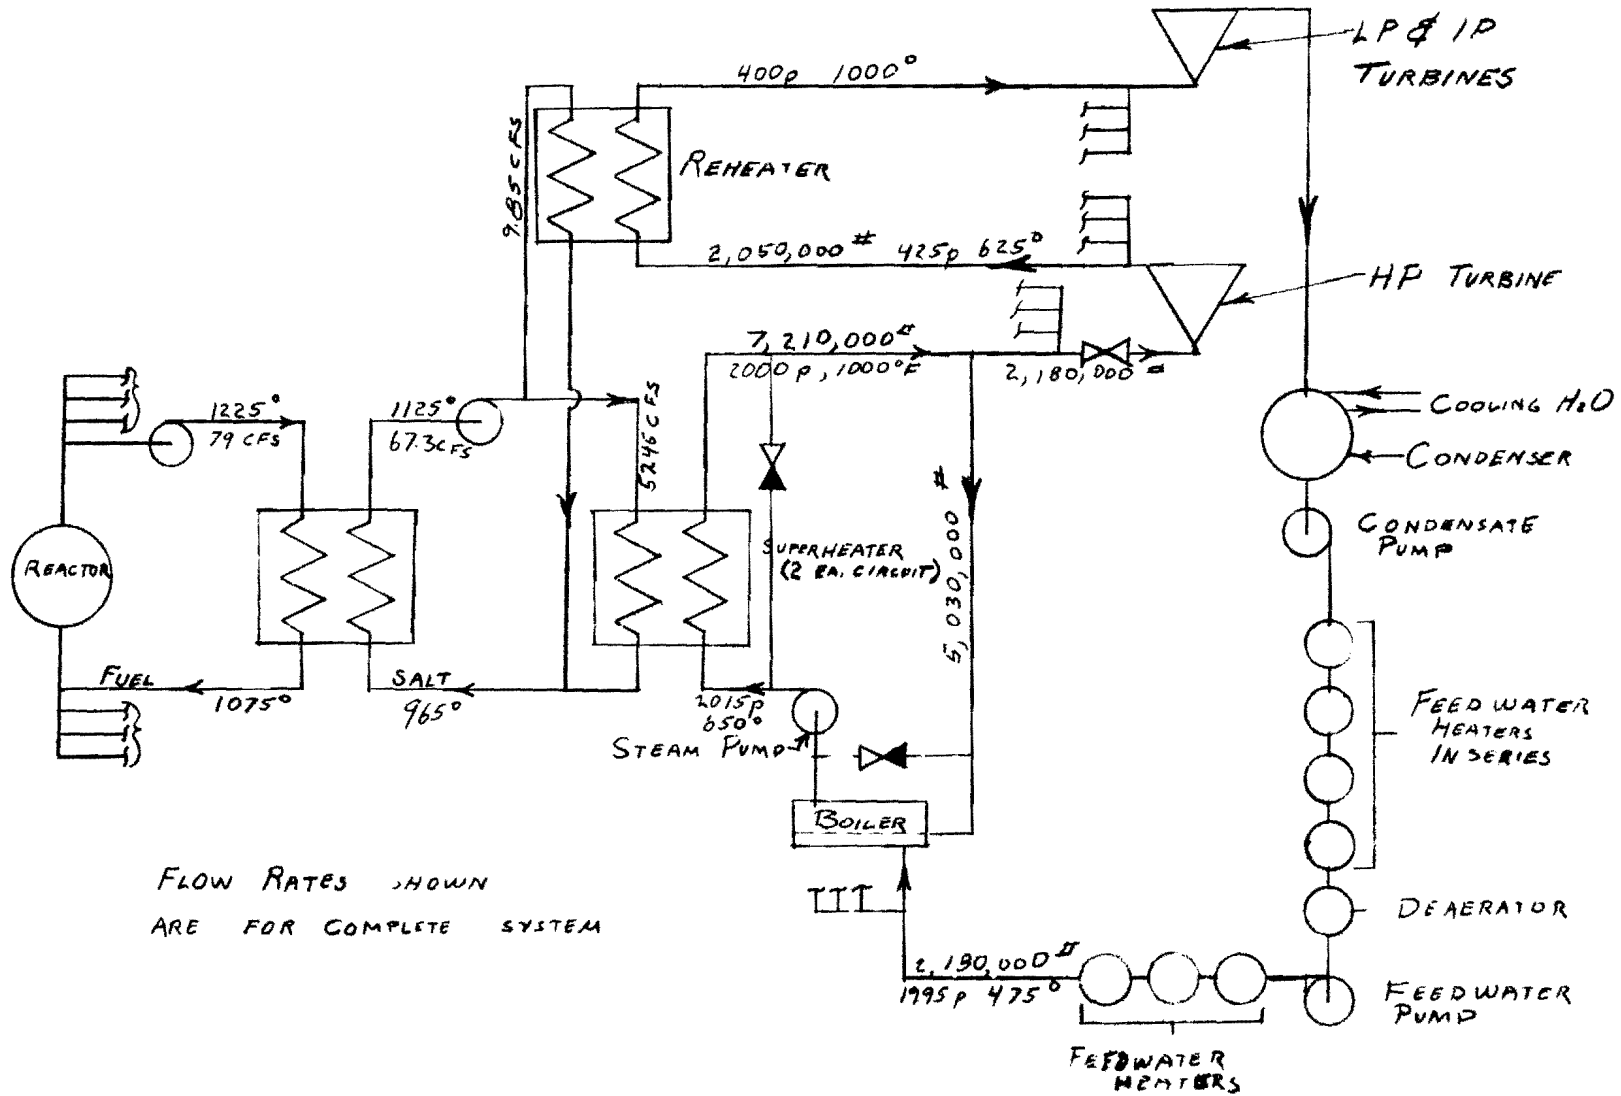 LP & IP
TURBINES
400p 1000°
9.85 CFS
REHEATER
2,050,000 # 425p 625°
HP TURBINE
7,210,000#
2000p, 1000°F
2,180,000 #
1225°
79 CFS
1125°
67.3 CFS
COOLING H2O
CONDENSER
CONDENSATE
PUMP
REACTOR
SUPERHEATER
(2 EA. CIRCUIT)
5,030,000 #
FUEL
1075°
SALT
965°
2015p
650°
STEAM PUMP
FEEDWATER
HEATERS
IN SERIES
BOILER
FLOW RATES SHOWN
ARE FOR COMPLETE SYSTEM
DEAERATOR
2,180,000#
1995p 475°
FEEDWATER
PUMP
FEEDWATER
HEATERS